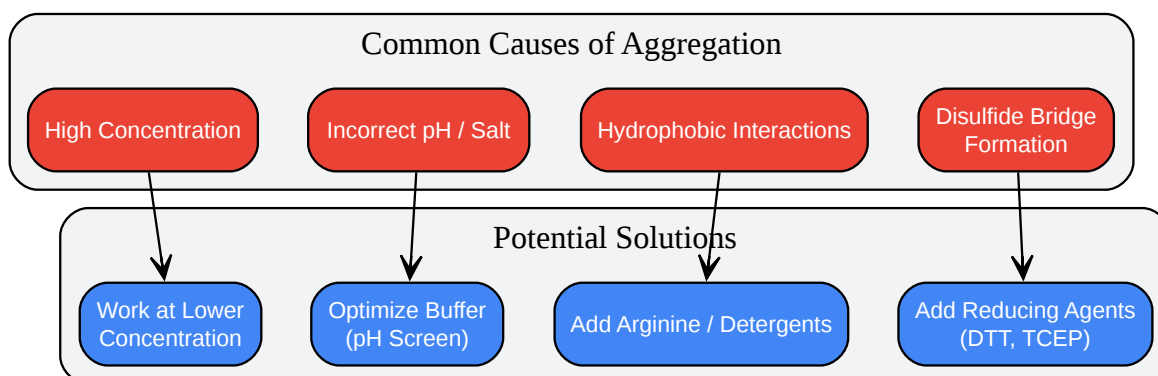 Common Causes of Aggregation
High Concentration
Incorrect pH / Salt
Hydrophobic Interactions
Disulfide Bridge
Formation
Potential Solutions
Work at Lower
Concentration
Optimize Buffer
(pH Screen)
Add Arginine / Detergents
Add Reducing Agents
(DTT, TCEP)